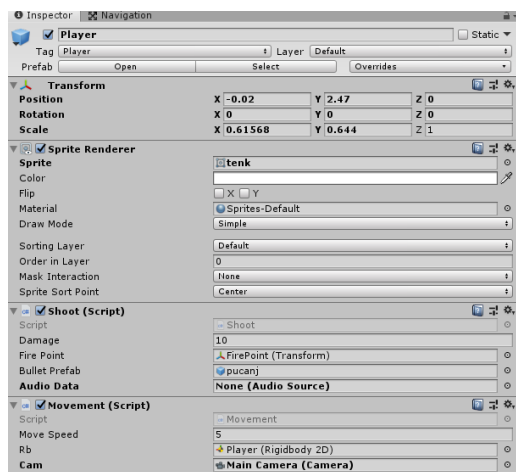 Inspector Navigation
Player Static
Tag Player Layer Default
Prefab Open Select Overrides
Transform
Position X -0.02 Y 2.47 Z 0
Rotation X 0 Y 0 Z 0
Scale X 0.61568 Y 0.644 Z 1
Sprite Renderer
Sprite tenk
Color
Flip X Y
Material Sprites-Default
Draw Mode Simple
Sorting Layer Default
Order in Layer 0
Mask Interaction None
Sprite Sort Point Center
Shoot (Script)
Script Shoot
Damage 10
Fire Point FirePoint (Transform)
Bullet Prefab pucanj
Audio Data None (Audio Source)
Movement (Script)
Script Movement
Move Speed 5
Rb Player (Rigidbody 2D)
Cam Main Camera (Camera)